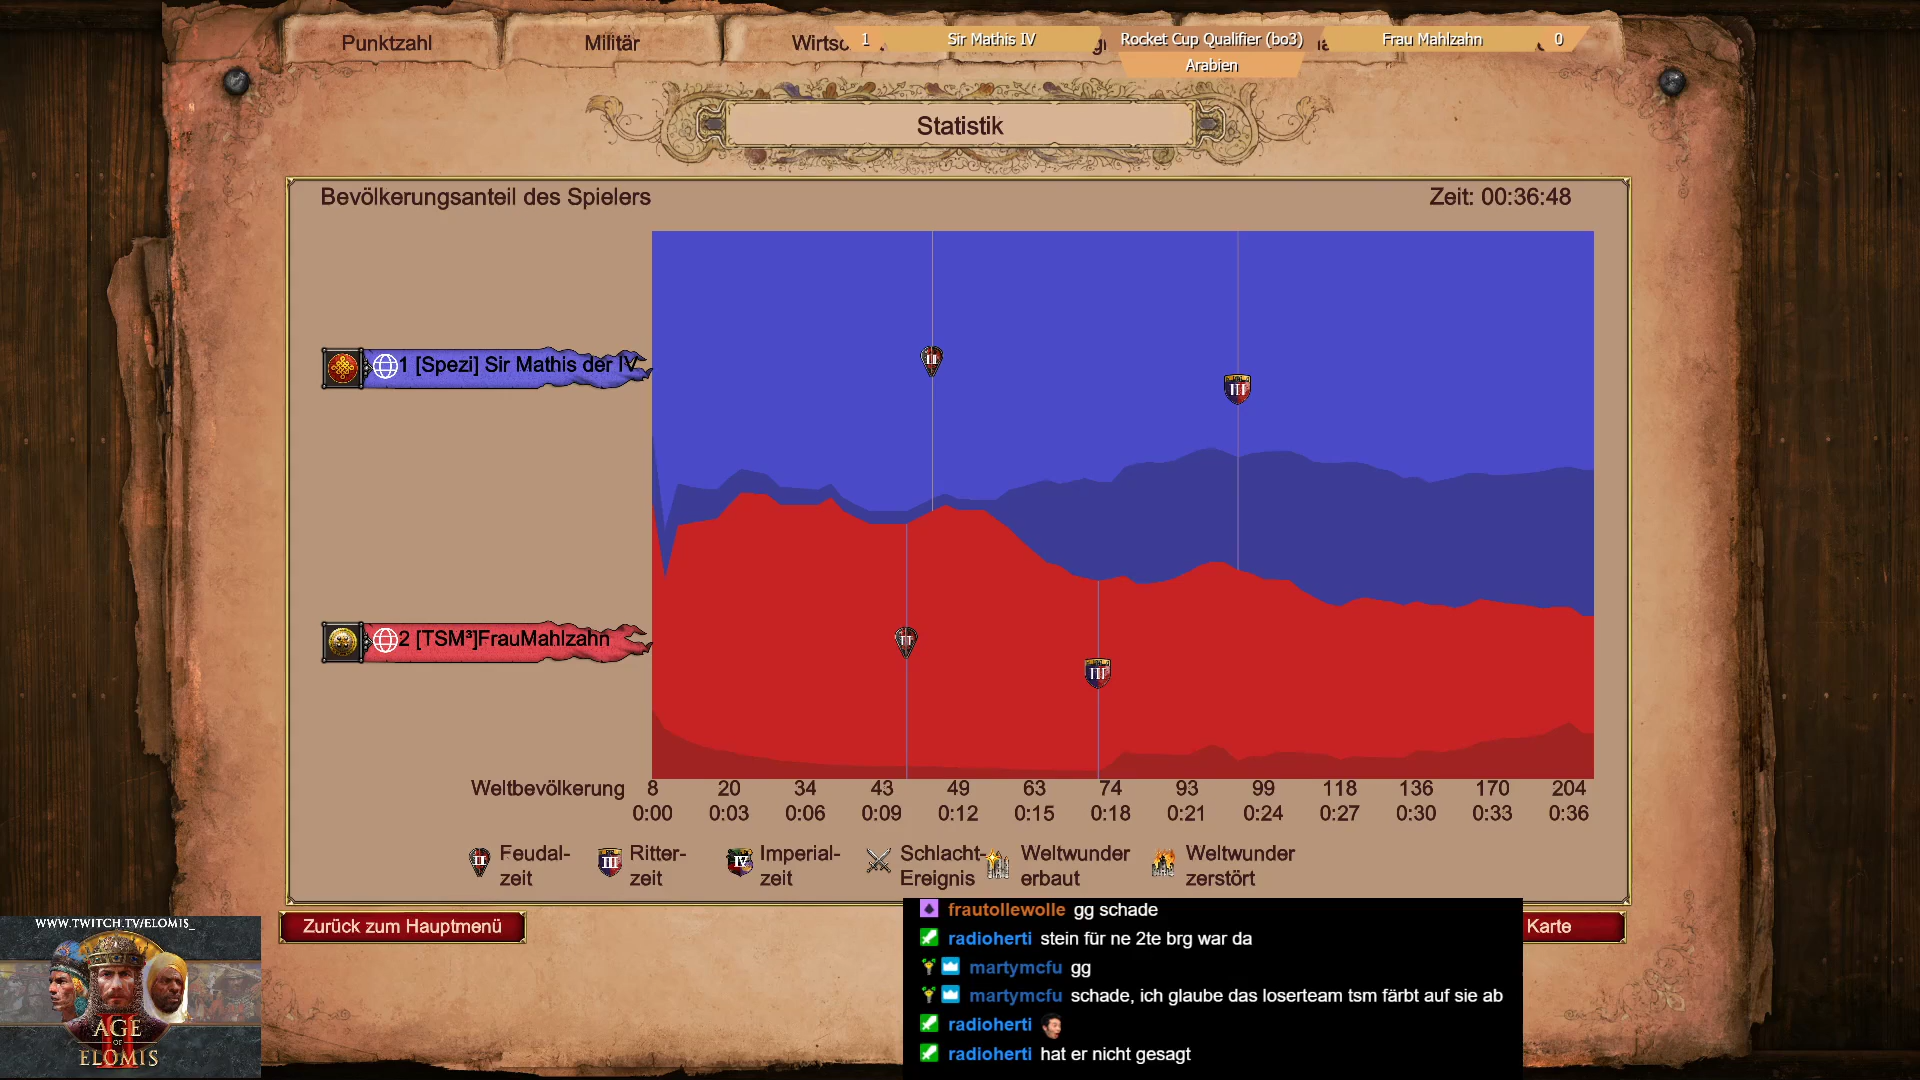 Punktzahl
Militär
1
Sir Mathis IV
Rocket Cup Qualifier (bo3)
Frau Mahlzahn
0
Arabien
Statistik
Bevölkerungsanteil des Spielers
Zeit: 00:36:48
1 [Spezi] Sir Mathis der IV
2 [TSM³]FrauMahlzahn
Weltbevölkerung 8 20 34 43 49 63 74 93 99 118 136 170 204
0:00 0:03 0:06 0:09 0:12 0:15 0:18 0:21 0:24 0:27 0:30 0:33 0:36
Feudal-
zeit
Ritter-
zeit
Imperial-
zeit
Schlacht-
Ereignis
Weltwunder
erbaut
Weltwunder
zerstört
Zurück zum Hauptmenü
Karte
WWW.TWITCH.TV/ELOMIS_
AGE
OF
ELOMIS
frautollewolle gg schade
radioherti stein für ne 2te brg war da
martymcfu gg
martymcfu schade, ich glaube das loserteam tsm färbt auf sie ab
radioherti
radioherti hat er nicht gesagt